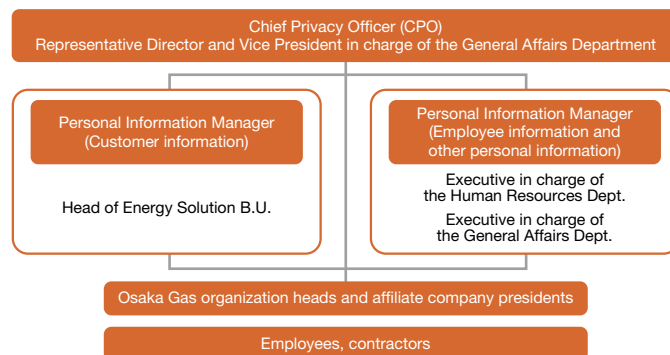 Chief Privacy Officer (CPO)
Representative Director and Vice President in charge of the General Affairs Department
Personal Information Manager
(Customer information)
Head of Energy Solution B.U.
Personal Information Manager
(Employee information and
other personal information)
Executive in charge of
the Human Resources Dept.
Executive in charge of
the General Affairs Dept.
Osaka Gas organization heads and affiliate company presidents
Employees, contractors